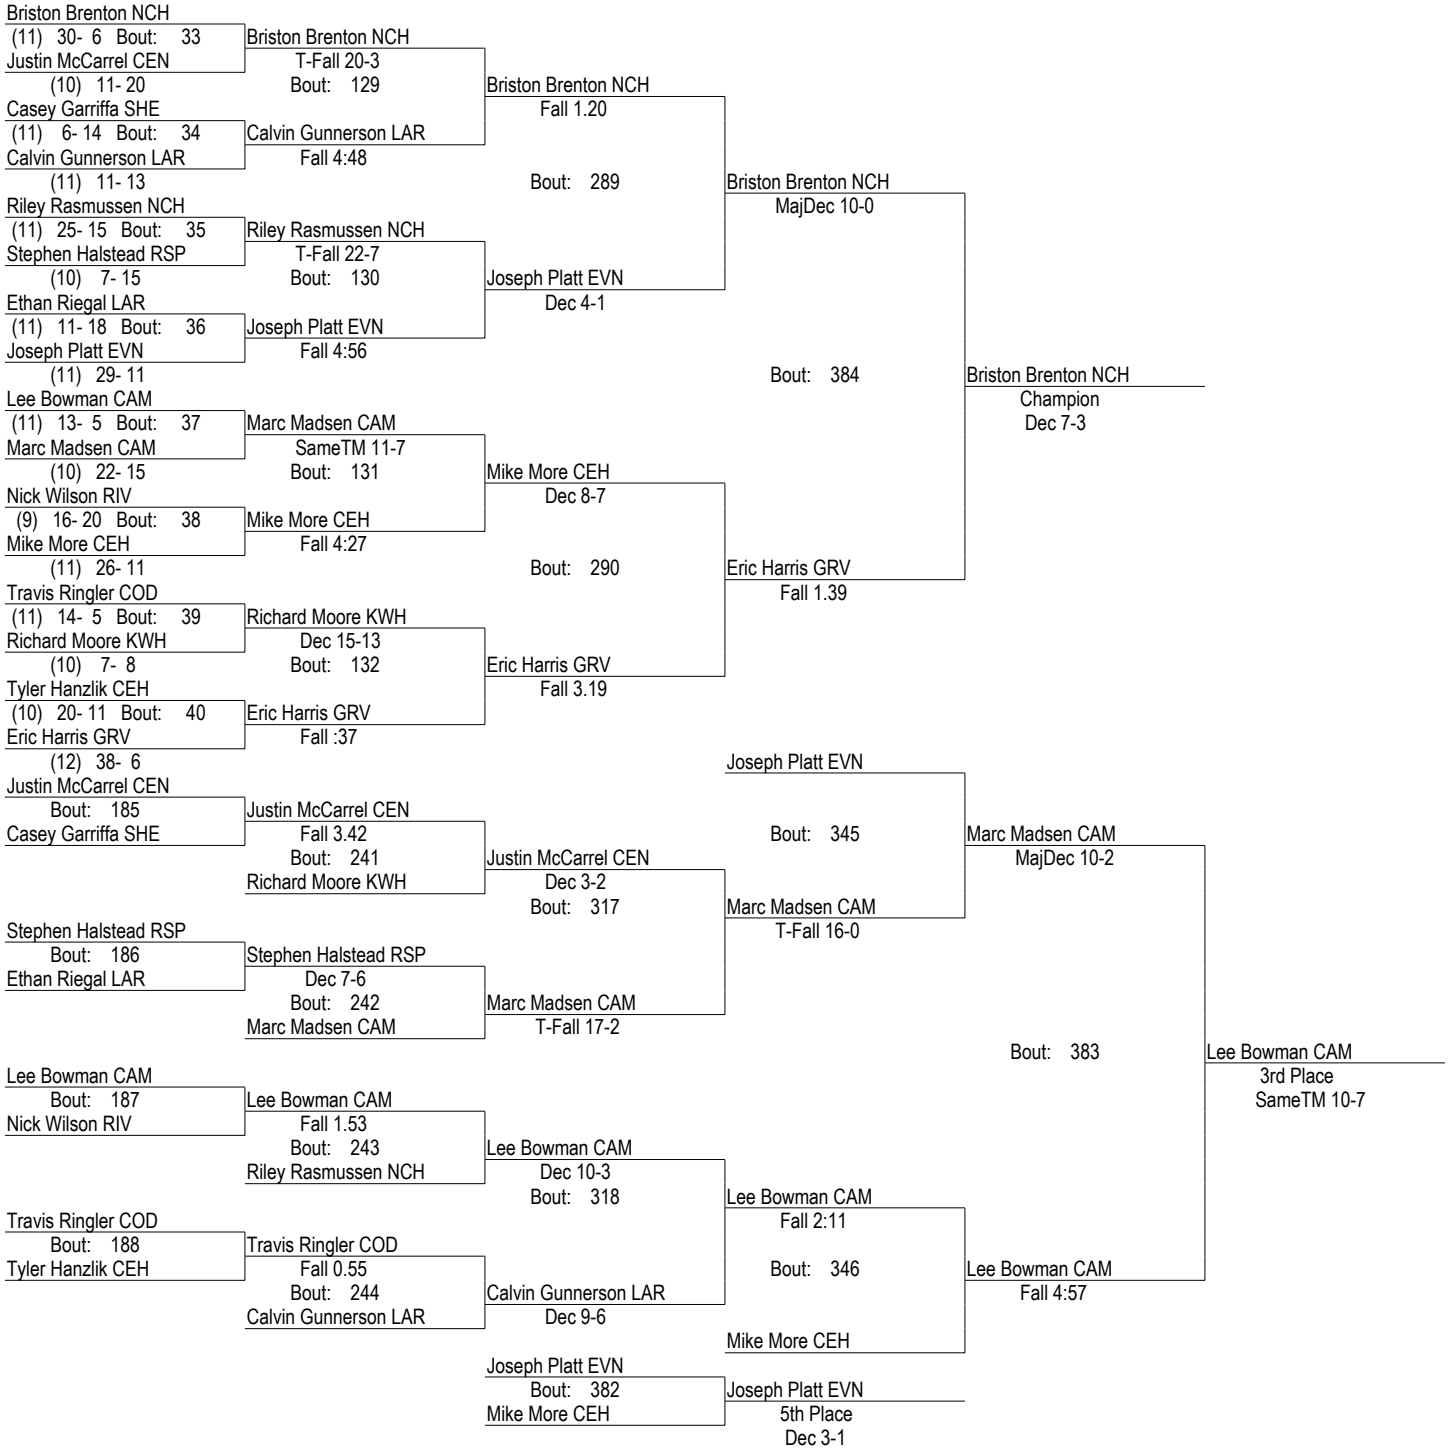 Briston Brenton NCH
(11) 30- 6 Bout: 33 Briston Brenton NCH
Justin McCarrel CEN T-Fall 20-3
(10) 11- 20 Bout: 129 Briston Brenton NCH
Casey Garriffa SHE Fall 1.20
(11) 6- 14 Bout: 34 Calvin Gunnerson LAR
Calvin Gunnerson LAR Fall 4:48
(11) 11- 13 Bout: 289 Briston Brenton NCH
Riley Rasmussen NCH MajDec 10-0
(11) 25- 15 Bout: 35 Riley Rasmussen NCH
Stephen Halstead RSP T-Fall 22-7
(10) 7- 15 Bout: 130 Joseph Platt EVN
Ethan Riegal LAR Dec 4-1
(11) 11- 18 Bout: 36 Joseph Platt EVN
Joseph Platt EVN Fall 4:56
(11) 29- 11 Bout: 384 Briston Brenton NCH
Lee Bowman CAM Champion
(11) 13- 5 Bout: 37 Marc Madsen CAM Dec 7-3
Marc Madsen CAM SameTM 11-7
(10) 22- 15 Bout: 131 Mike More CEH
Nick Wilson RIV Dec 8-7
(9) 16- 20 Bout: 38 Mike More CEH
Mike More CEH Fall 4:27
(11) 26- 11 Bout: 290 Eric Harris GRV
Travis Ringler COD Fall 1.39
(11) 14- 5 Bout: 39 Richard Moore KWH
Richard Moore KWH Dec 15-13
(10) 7- 8 Bout: 132 Eric Harris GRV
Tyler Hanzlik CEH Fall 3.19
(10) 20- 11 Bout: 40 Eric Harris GRV
Eric Harris GRV Fall :37
(12) 38- 6 Joseph Platt EVN
Justin McCarrel CEN
Bout: 185 Justin McCarrel CEN
Casey Garriffa SHE Fall 3.42 Bout: 345 Marc Madsen CAM
Bout: 241 Justin McCarrel CEN MajDec 10-2
Richard Moore KWH Dec 3-2
Bout: 317 Marc Madsen CAM
Stephen Halstead RSP T-Fall 16-0
Bout: 186 Stephen Halstead RSP
Ethan Riegal LAR Dec 7-6
Bout: 242 Marc Madsen CAM
Marc Madsen CAM T-Fall 17-2
Bout: 383 Lee Bowman CAM
Lee Bowman CAM 3rd Place
Bout: 187 Lee Bowman CAM SameTM 10-7
Nick Wilson RIV Fall 1.53
Bout: 243 Lee Bowman CAM
Riley Rasmussen NCH Dec 10-3
Bout: 318 Lee Bowman CAM
Travis Ringler COD Fall 2:11
Bout: 188 Travis Ringler COD
Tyler Hanzlik CEH Fall 0.55 Bout: 346 Lee Bowman CAM
Bout: 244 Calvin Gunnerson LAR Fall 4:57
Calvin Gunnerson LAR Dec 9-6
Mike More CEH
Joseph Platt EVN
Bout: 382 Joseph Platt EVN
Mike More CEH 5th Place
Dec 3-1